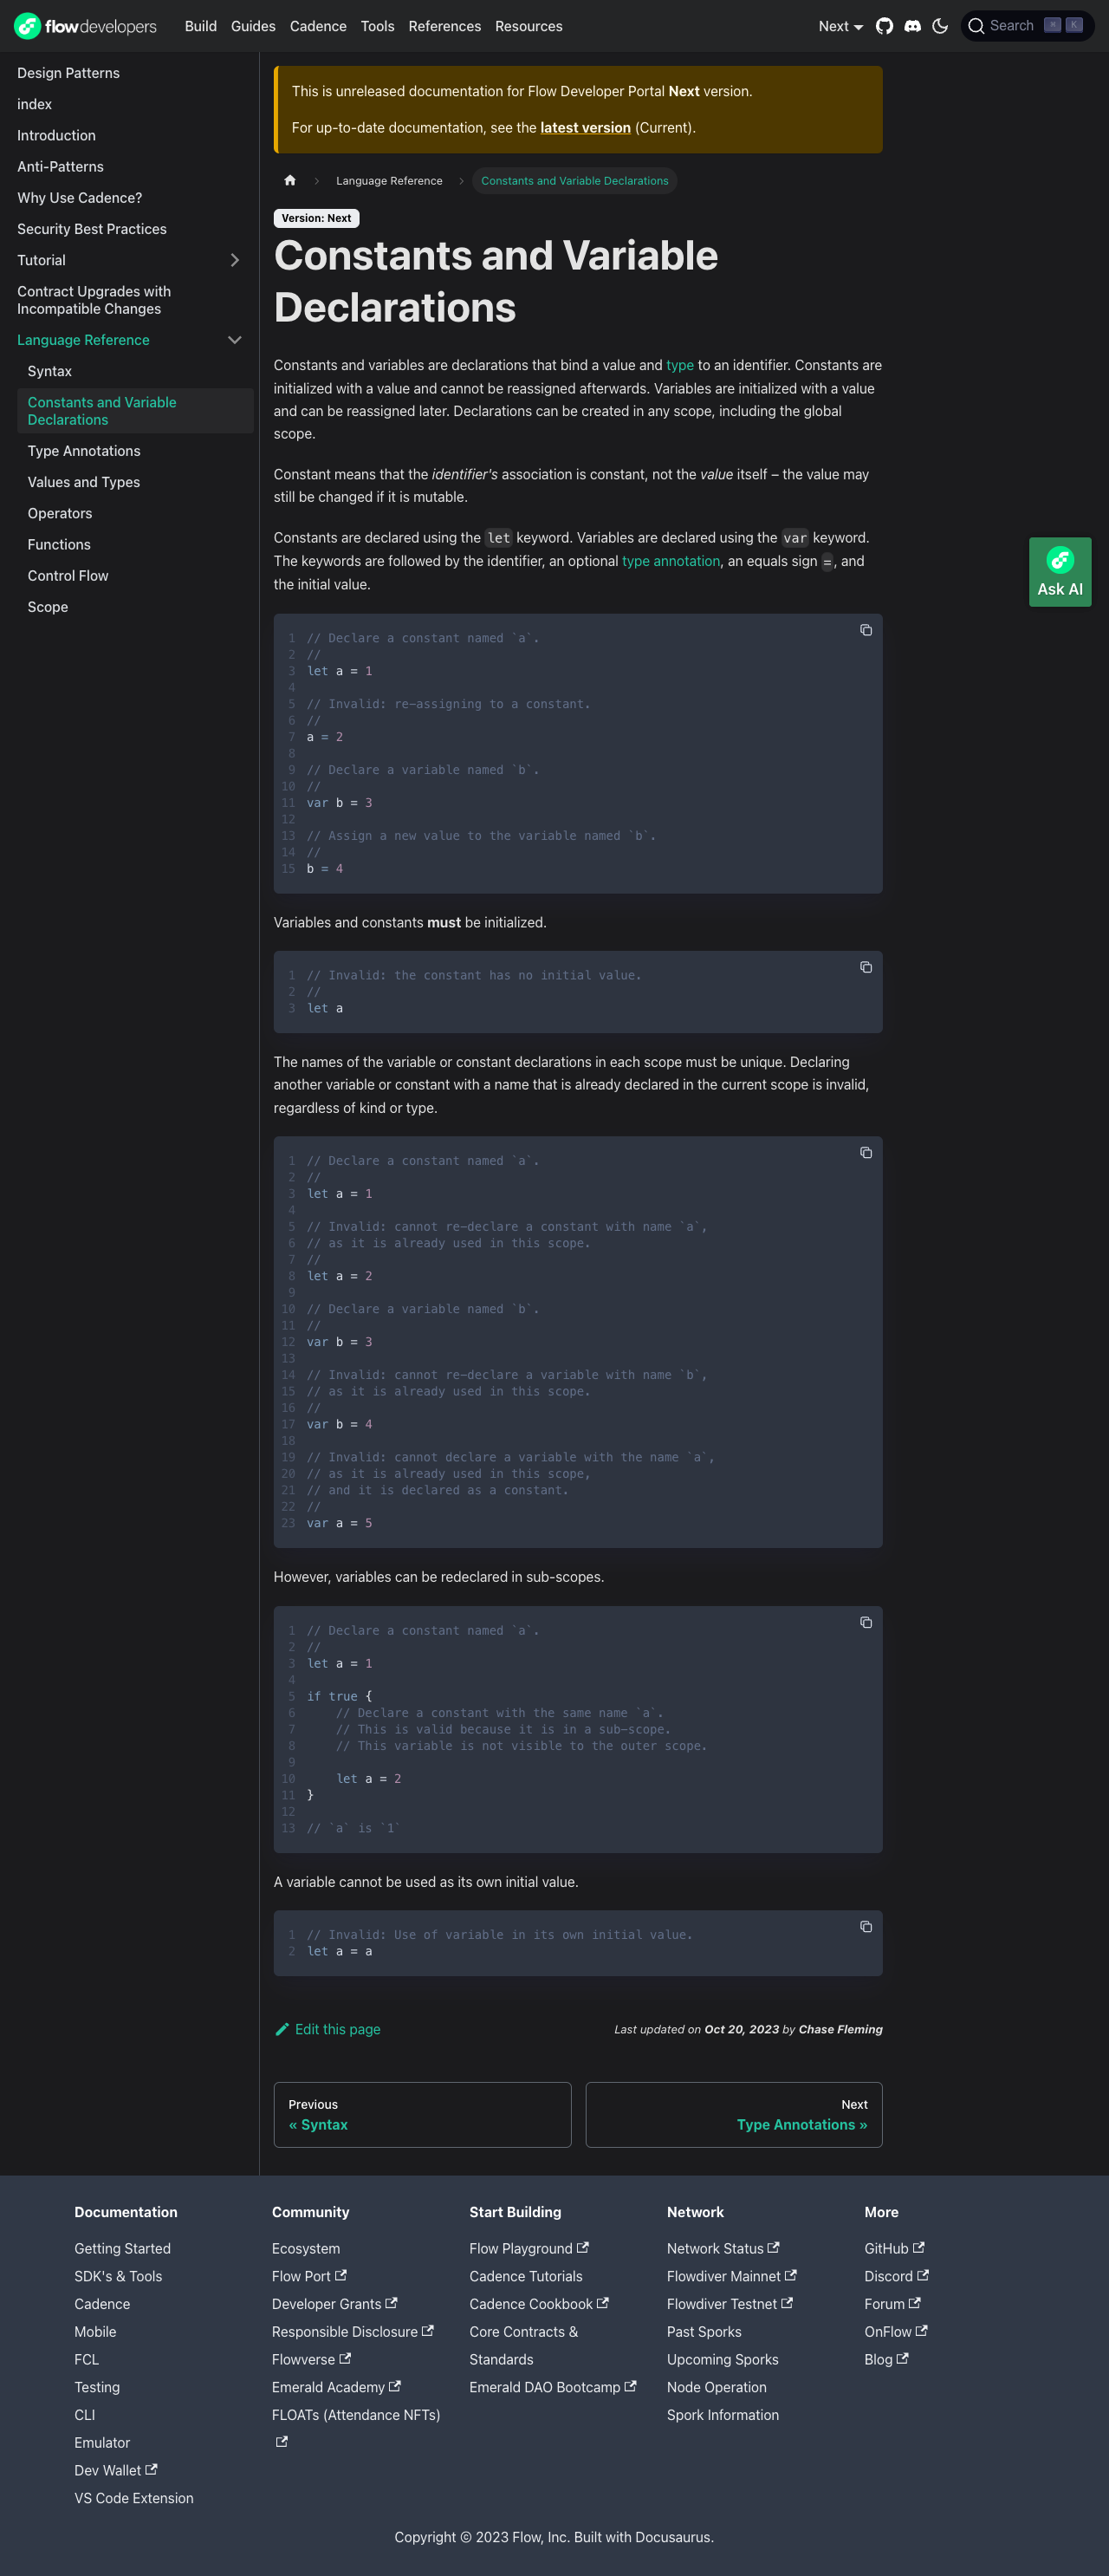 flowdevelopers Build Guides Cadence Tools References Resources Next Search ⌘ K
Design Patterns
index
Introduction
Anti-Patterns
Why Use Cadence?
Security Best Practices
Tutorial
Contract Upgrades with
Incompatible Changes
Language Reference
Syntax
Constants and Variable
Declarations
Type Annotations
Values and Types
Operators
Functions
Control Flow
Scope
This is unreleased documentation for Flow Developer Portal Next version.
For up-to-date documentation, see the latest version (Current).
Language Reference
Constants and Variable Declarations
Version: Next
Constants and Variable
Declarations
Constants and variables are declarations that bind a value and type to an identifier. Constants are
initialized with a value and cannot be reassigned afterwards. Variables are initialized with a value
and can be reassigned later. Declarations can be created in any scope, including the global
scope.
Constant means that the identifier's association is constant, not the value itself – the value may
still be changed if it is mutable.
Constants are declared using the let keyword. Variables are declared using the var keyword.
The keywords are followed by the identifier, an optional type annotation, an equals sign =, and
the initial value.
1 // Declare a constant named `a`.
2 //
3 let a = 1
4
5 // Invalid: re-assigning to a constant.
6 //
7 a = 2
8
9 // Declare a variable named `b`.
10 //
11 var b = 3
12
13 // Assign a new value to the variable named `b`.
14 //
15 b = 4
Variables and constants must be initialized.
1 // Invalid: the constant has no initial value.
2 //
3 let a
The names of the variable or constant declarations in each scope must be unique. Declaring
another variable or constant with a name that is already declared in the current scope is invalid,
regardless of kind or type.
1 // Declare a constant named `a`.
2 //
3 let a = 1
4
5 // Invalid: cannot re-declare a constant with name `a`,
6 // as it is already used in this scope.
7 //
8 let a = 2
9
10 // Declare a variable named `b`.
11 //
12 var b = 3
13
14 // Invalid: cannot re-declare a variable with name `b`,
15 // as it is already used in this scope.
16 //
17 var b = 4
18
19 // Invalid: cannot declare a variable with the name `a`,
20 // as it is already used in this scope,
21 // and it is declared as a constant.
22 //
23 var a = 5
However, variables can be redeclared in sub-scopes.
1 // Declare a constant named `a`.
2 //
3 let a = 1
4
5 if true {
6     // Declare a constant with the same name `a`.
7     // This is valid because it is in a sub-scope.
8     // This variable is not visible to the outer scope.
9
10     let a = 2
11 }
12
13 // `a` is `1`
A variable cannot be used as its own initial value.
1 // Invalid: Use of variable in its own initial value.
2 let a = a
Edit this page
Last updated on Oct 20, 2023 by Chase Fleming
Previous
« Syntax
Next
Type Annotations »
Ask AI
Documentation
Getting Started
SDK's & Tools
Cadence
Mobile
FCL
Testing
CLI
Emulator
Dev Wallet
VS Code Extension
Community
Ecosystem
Flow Port
Developer Grants
Responsible Disclosure
Flowverse
Emerald Academy
FLOATs (Attendance NFTs)
Start Building
Flow Playground
Cadence Tutorials
Cadence Cookbook
Core Contracts &
Standards
Emerald DAO Bootcamp
Network
Network Status
Flowdiver Mainnet
Flowdiver Testnet
Past Sporks
Upcoming Sporks
Node Operation
Spork Information
More
GitHub
Discord
Forum
OnFlow
Blog
Copyright © 2023 Flow, Inc. Built with Docusaurus.